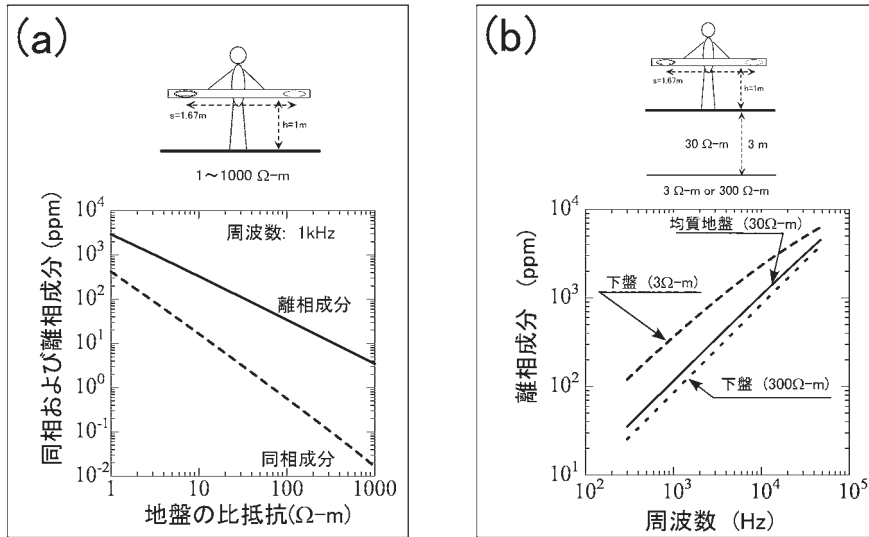 (a)
s=1.67m
h=1m
1～1000 Ω-m
同相および離相成分 (ppm)
10⁴
10³
10²
10¹
10⁰
10⁻¹
10⁻²
周波数: 1kHz
離相成分
同相成分
1 10 100 1000
地盤の比抵抗(Ω-m)
(b)
s=1.67m
h=1m
30 Ω-m 3 m
3 Ω-m or 300 Ω-m
離相成分 (ppm)
10⁴
10³
10²
10¹
均質地盤 (30Ω-m)
下盤 (3Ω-m)
下盤 (300Ω-m)
10² 10³ 10⁴ 10⁵
周波数 (Hz)